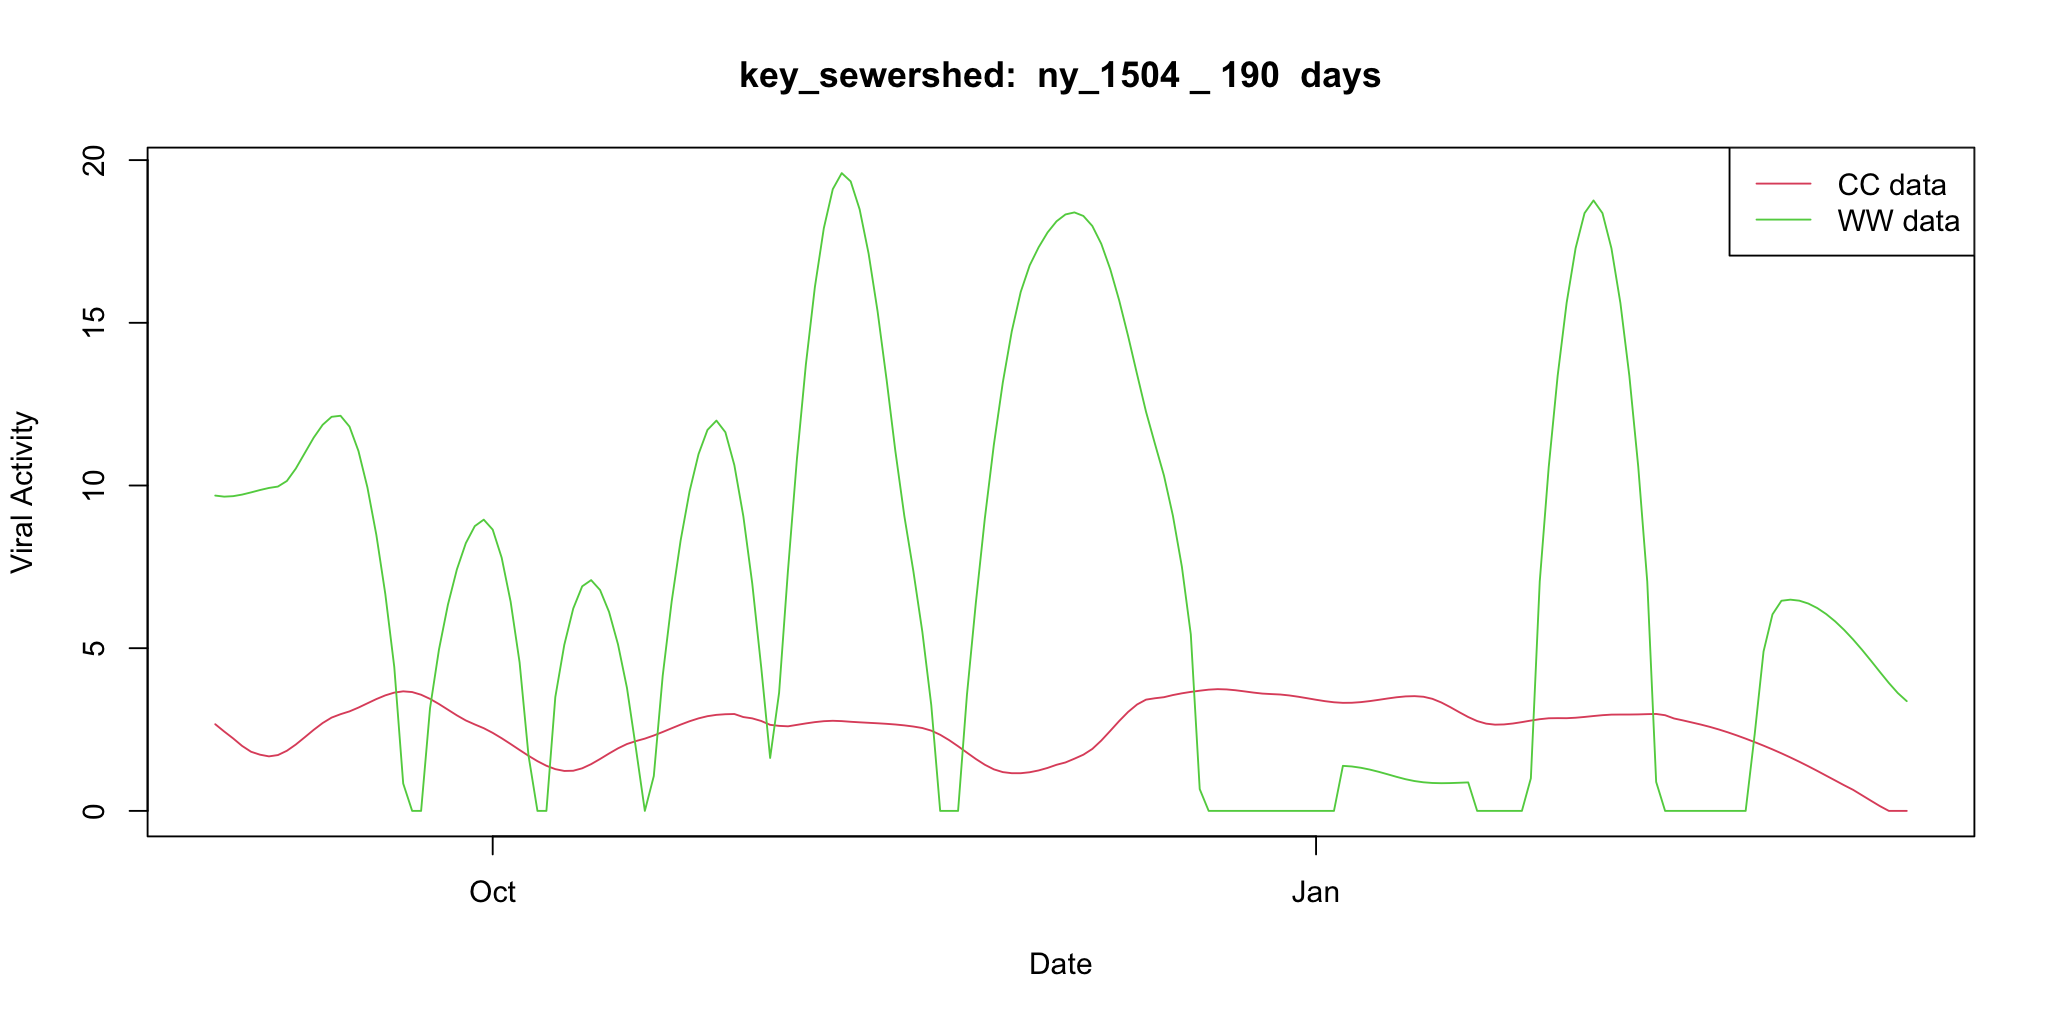 key_sewershed: ny_1504 _ 190 days
CC data
WW data
Viral Activity
20
15
10
5
0
Oct
Jan
Date